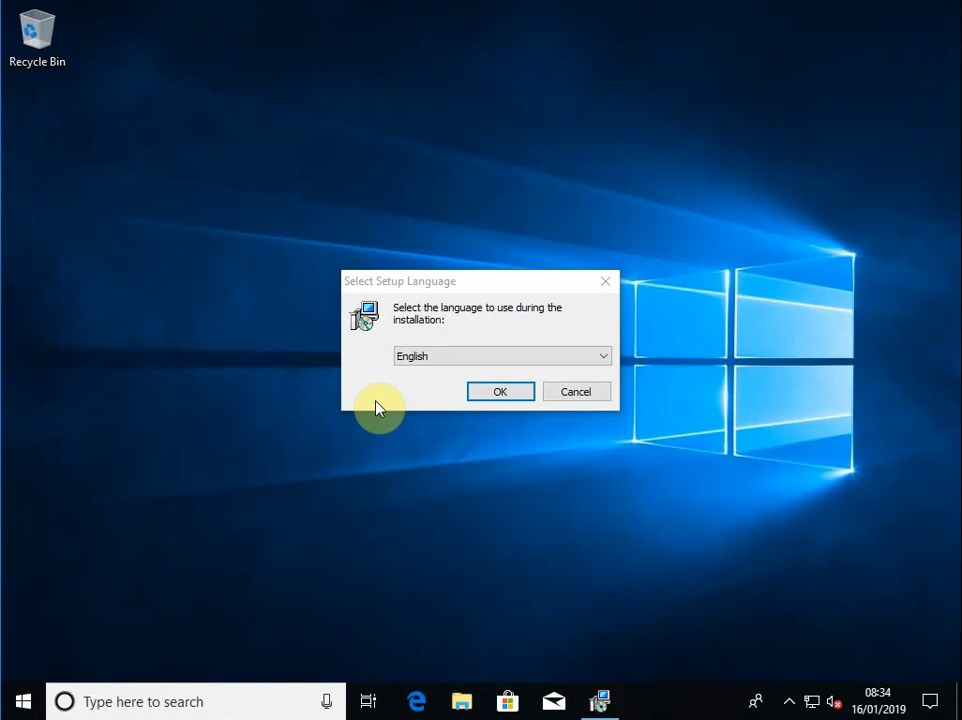 Recycle Bin
Select Setup Language
Select the language to use during the
installation:
English
OK
Cancel
Type here to search
08:34
16/01/2019